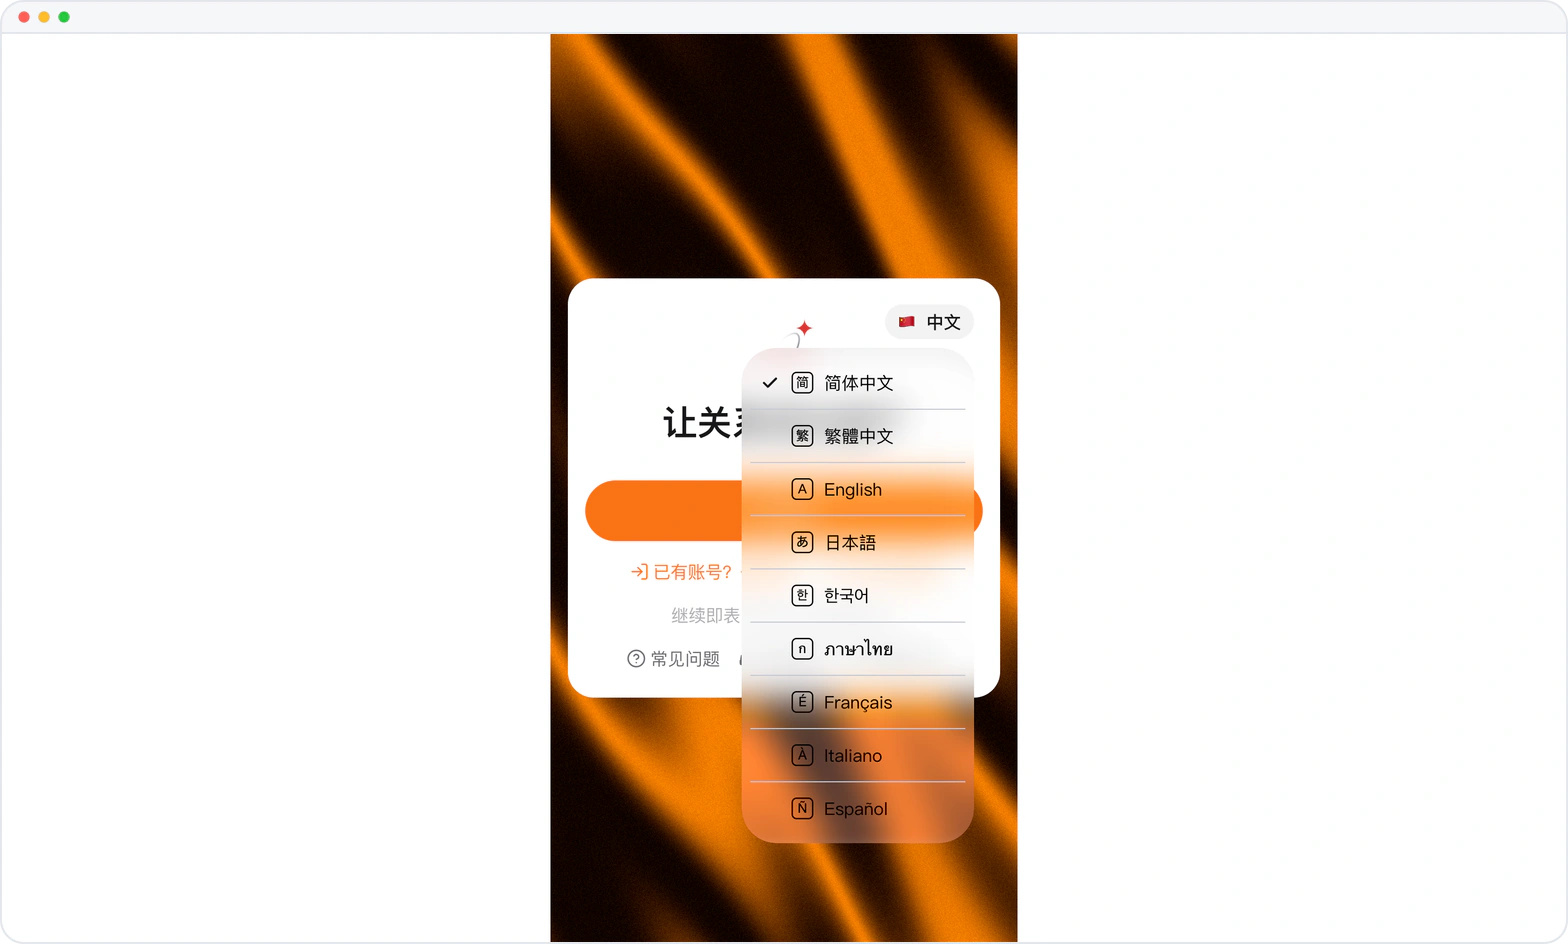 中文
简 简体中文
让关
繁 繁體中文
A English
あ 日本語
已有账号?
한 한국어
继续即表
ก ภาษาไทย
常见问题
É Français
À Italiano
Ñ Español